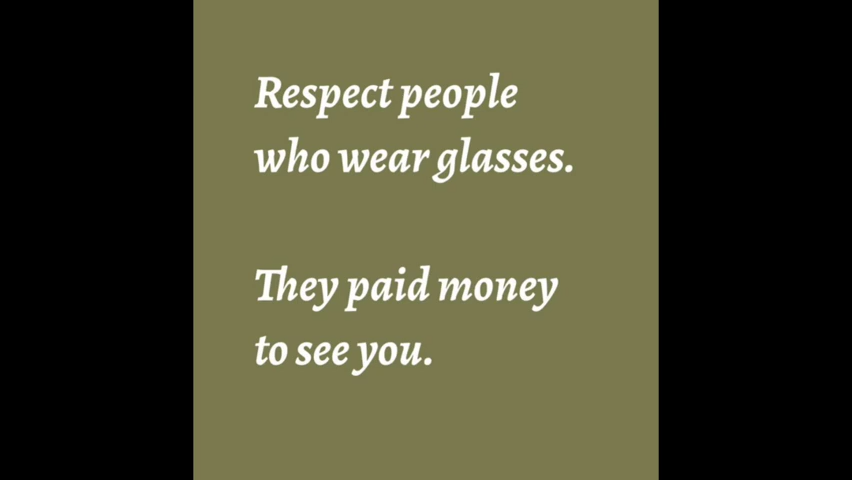 Respect people
who wear glasses.
They paid money
to see you.